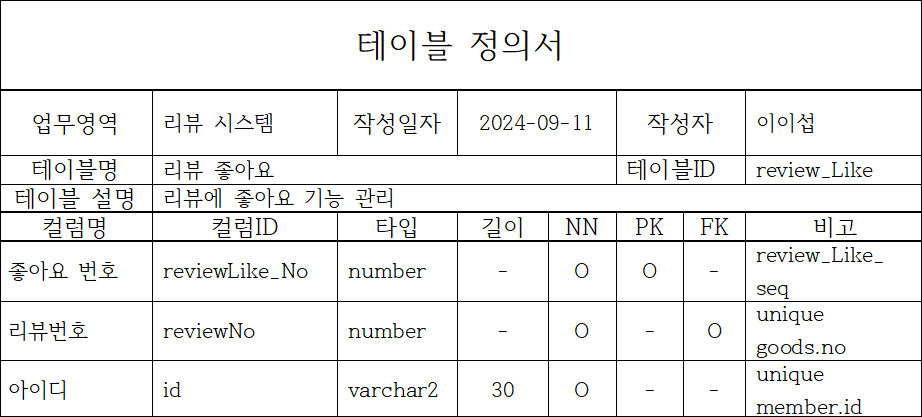 테이블 정의서
업무영역 리뷰 시스템 작성일자 2024-09-11 작성자 이이섭
테이블명 리뷰 좋아요 테이블ID review_Like
테이블 설명 리뷰에 좋아요 기능 관리
컬럼명 컬럼ID 타입 길이 NN PK FK 비고
좋아요 번호 reviewLike_No number - O O - review_Like_
seq
리뷰번호 reviewNo number - O - O unique
goods.no
아이디 id varchar2 30 O - - unique
member.id